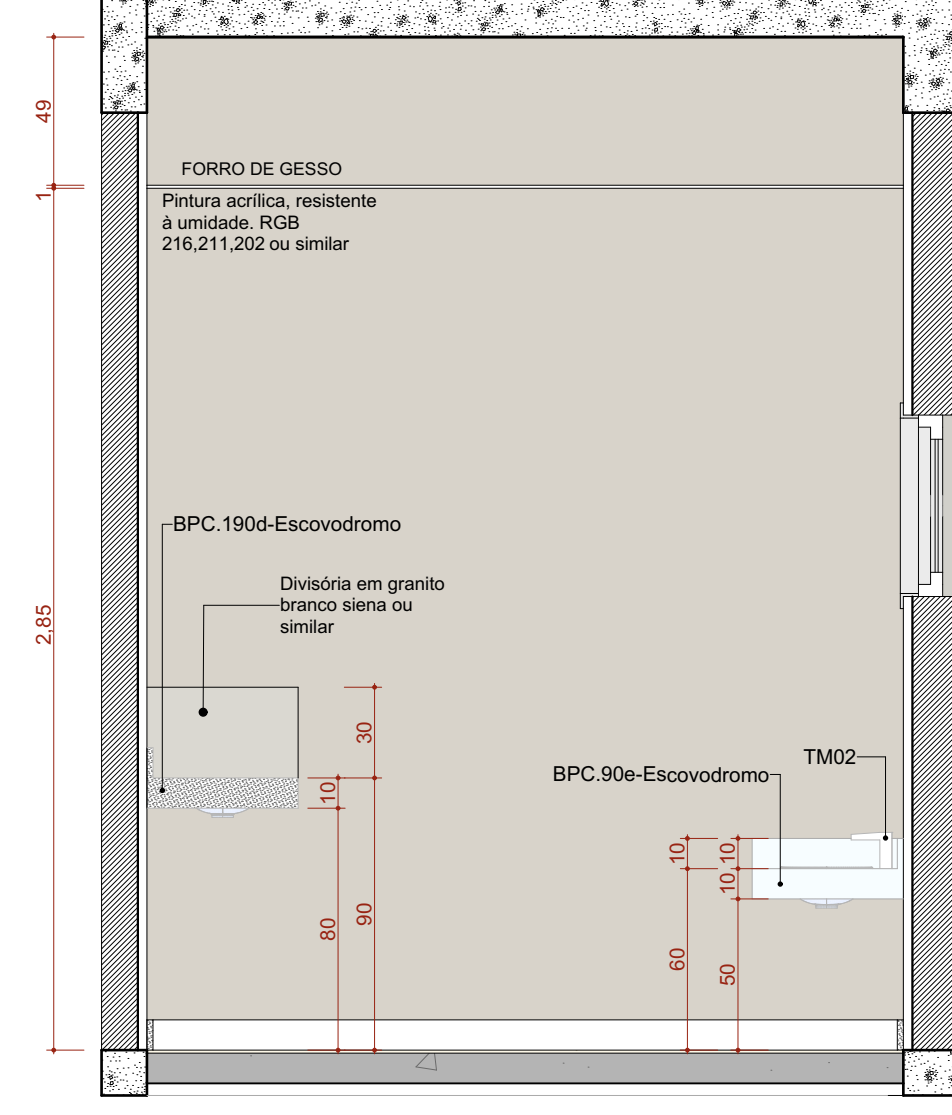 49
FORRO DE GESSO
1
Pintura acrílica, resistente
à umidade. RGB
216,211,202 ou similar
BPC.190d-Escovodromo
Divisória em granito
branco siena ou
similar
2,85
30
TM02
BPC.90e-Escovodromo
10
10
10
10
80
90
60
50